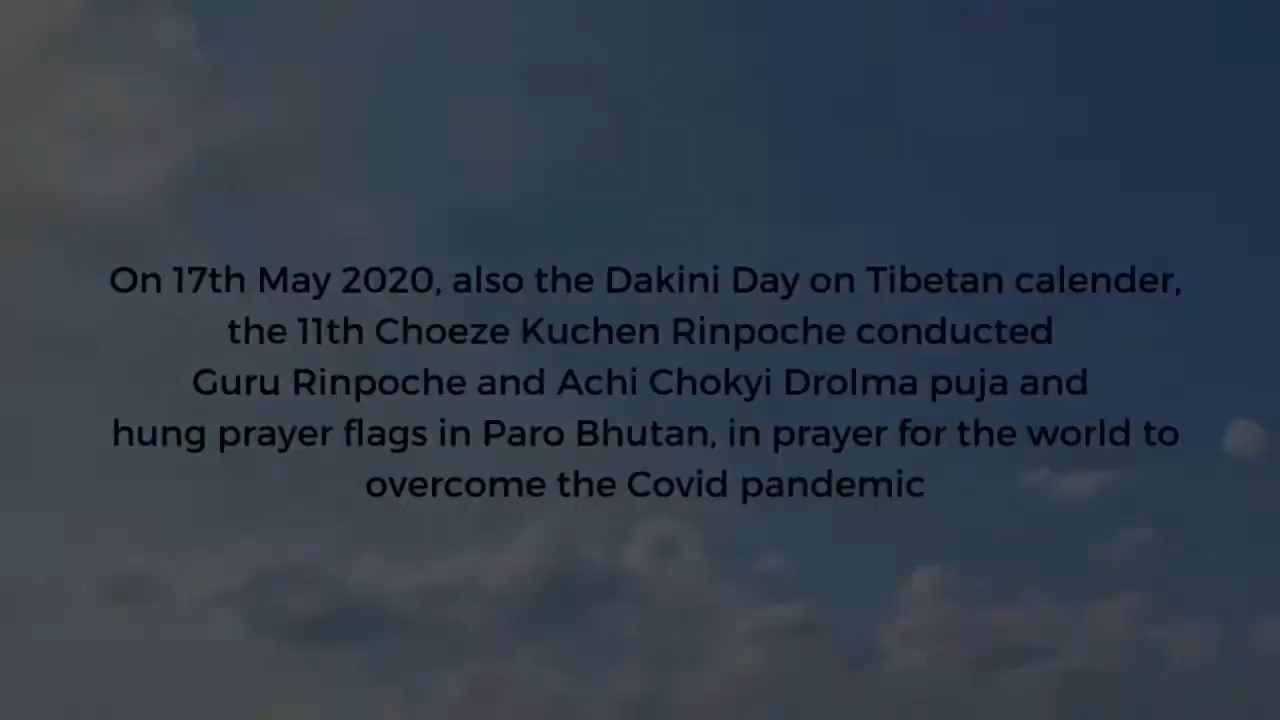 On 17th May 2020, also the Dakini Day on Tibetan calender,
the 11th Choeze Kuchen Rinpoche conducted
Guru Rinpoche and Achi Chokyi Drolma puja and
hung prayer flags in Paro Bhutan, in prayer for the world to
overcome the Covid pandemic